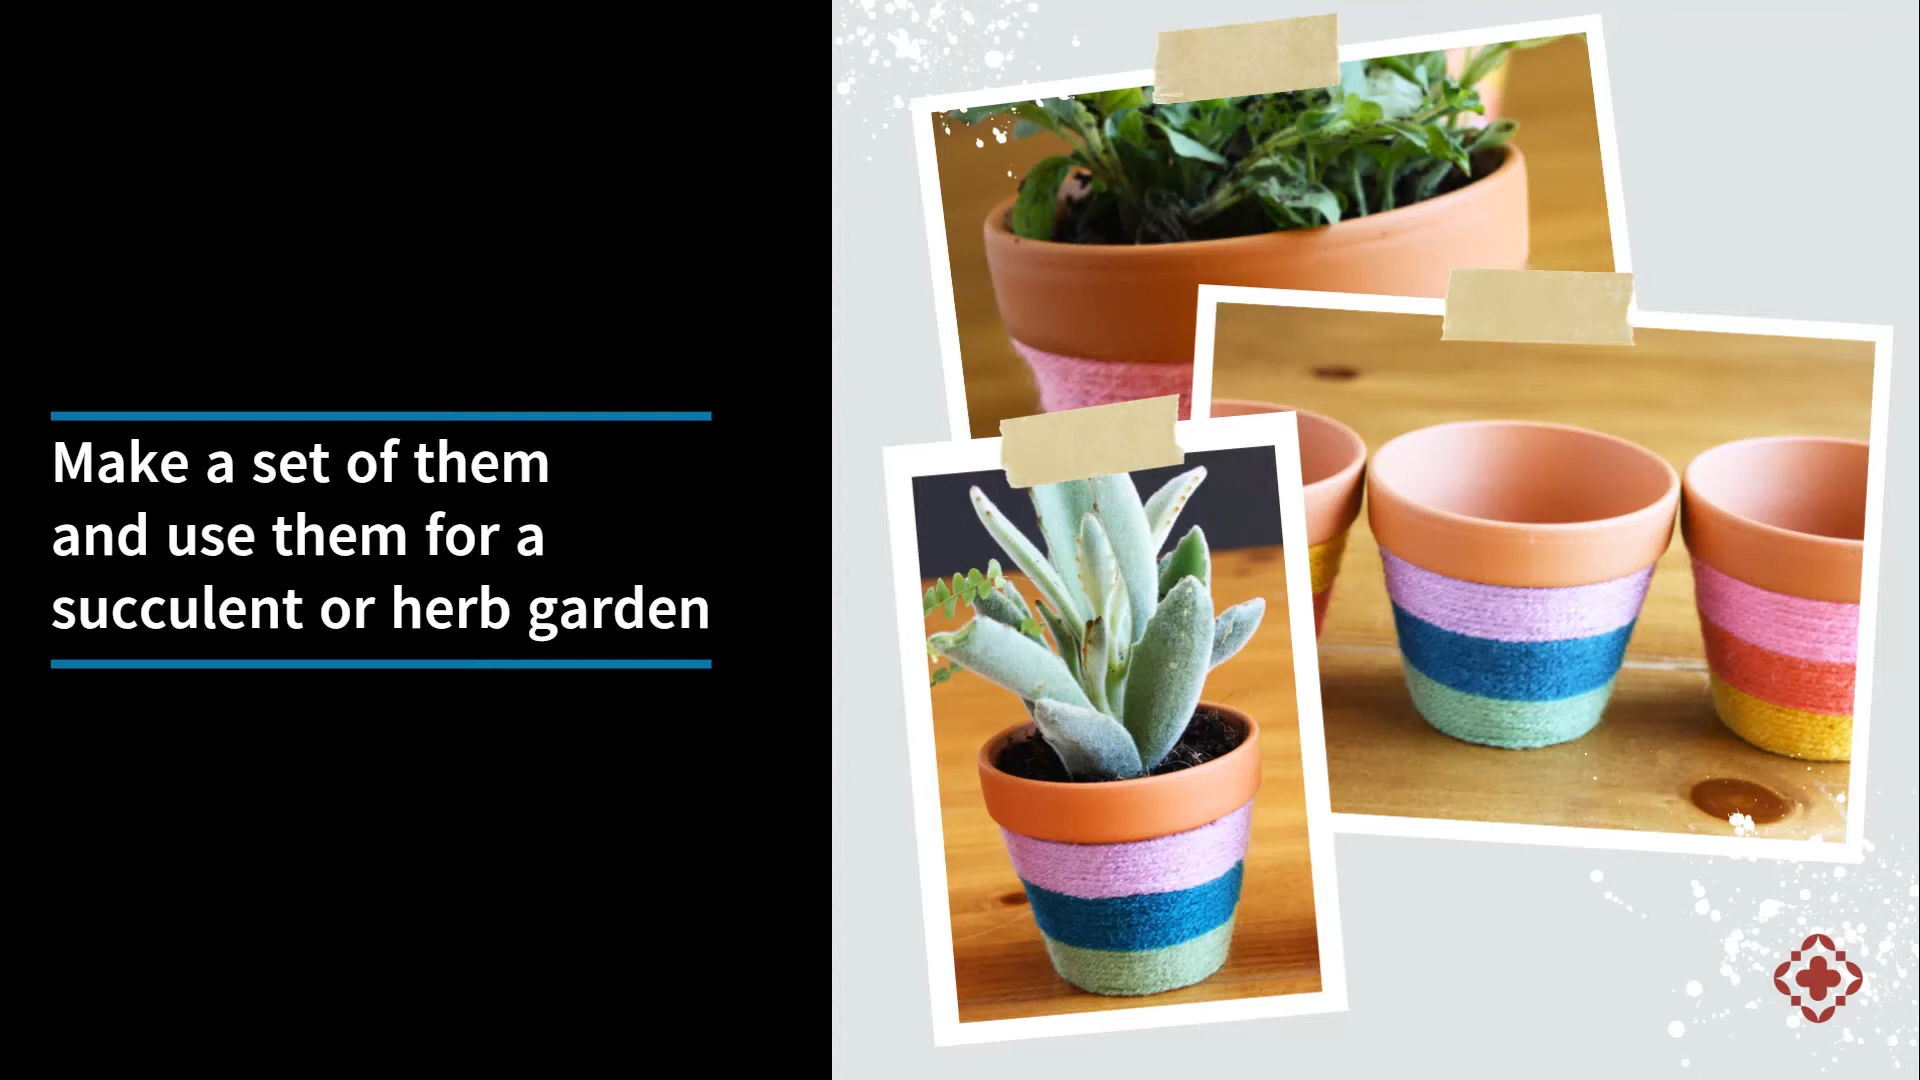 Make a set of them
and use them for a
succulent or herb garden